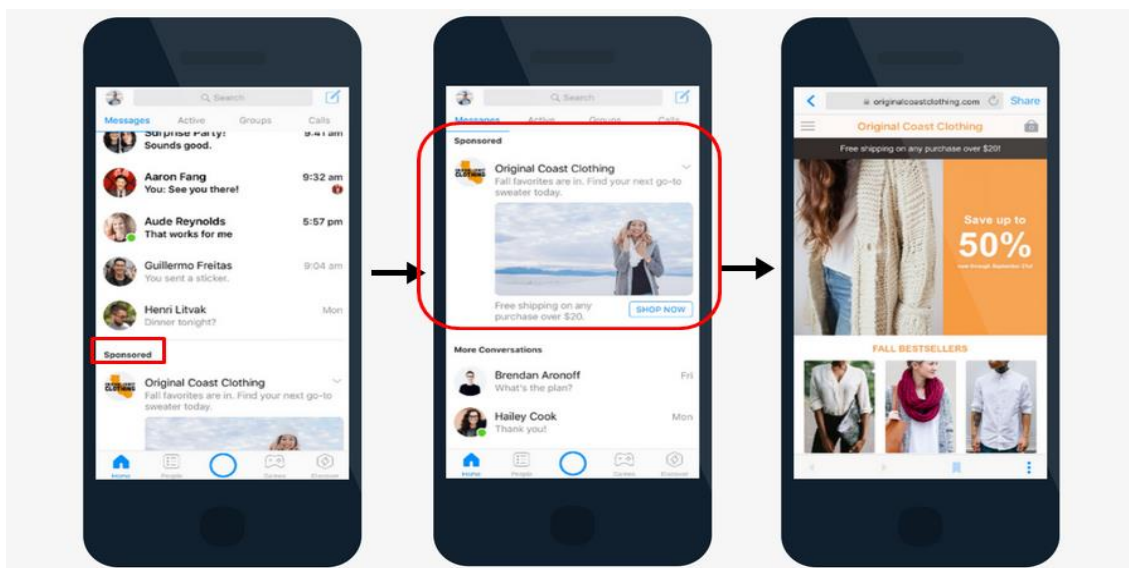 Search
Messages Active Groups Calls
Surprise Party! 9:41 am
Sounds good.
Aaron Fang 9:32 am
You: See you there!
Aude Reynolds 5:57 pm
That works for me
Guillermo Freitas 9:04 am
You sent a sticker.
Henri Litvak Mon
Dinner tonight?
Sponsored
Original Coast Clothing
Fall favorites are in. Find your next go-to
sweater today.
Home People Games Discover
Search
Messages Active Groups Calls
Sponsored
Original Coast Clothing
Fall favorites are in. Find your next go-to
sweater today.
Free shipping on any
purchase over $20.
SHOP NOW
More Conversations
Brendan Aronoff Fri
What's the plan?
Hailey Cook Mon
Thank you!
Home People Games Discover
originalcoastclothing.com Share
Original Coast Clothing
Free shipping on any purchase over $20!
Save up to
50%
now through September 21st
FALL BESTSELLERS